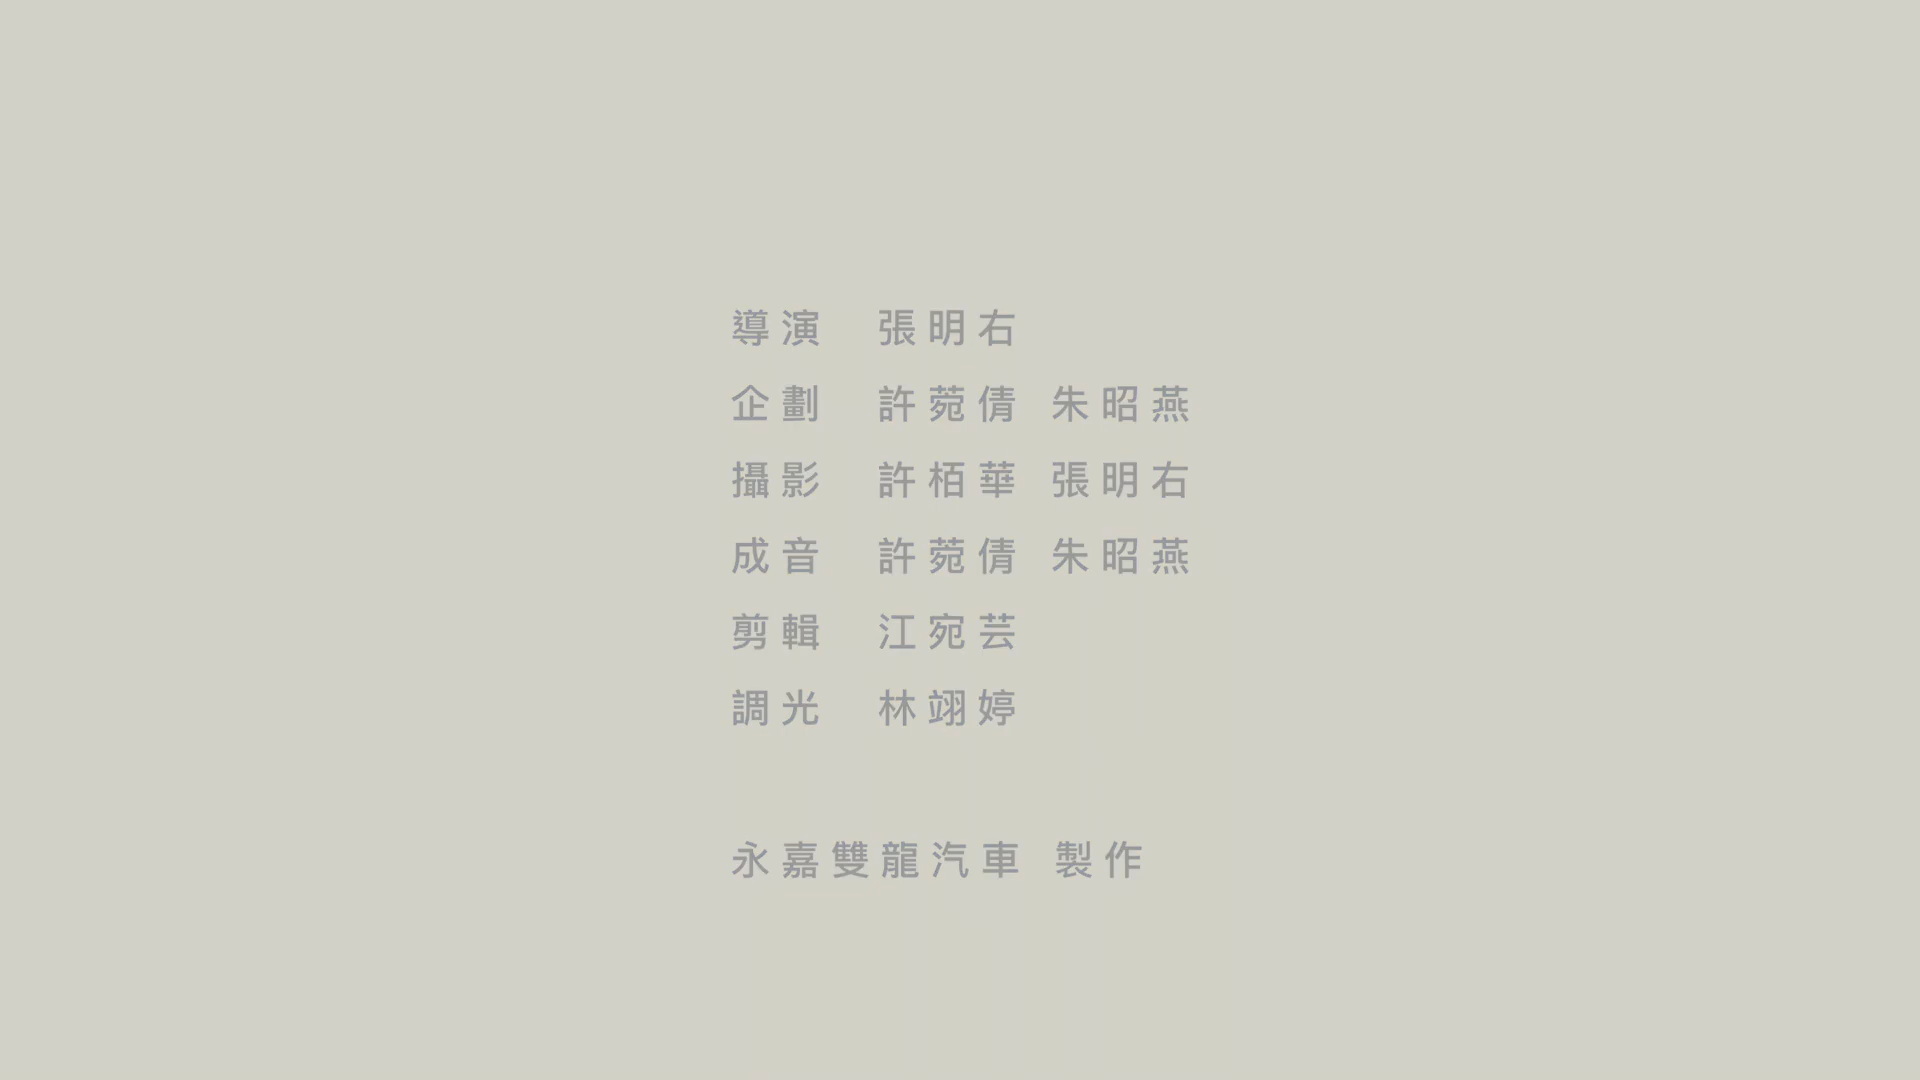 導演 張明右
企劃 許菀倩 朱昭燕
攝影 許栢華 張明右
成音 許菀倩 朱昭燕
剪輯 江宛芸
調光 林翊婷
永嘉雙龍汽車 製作